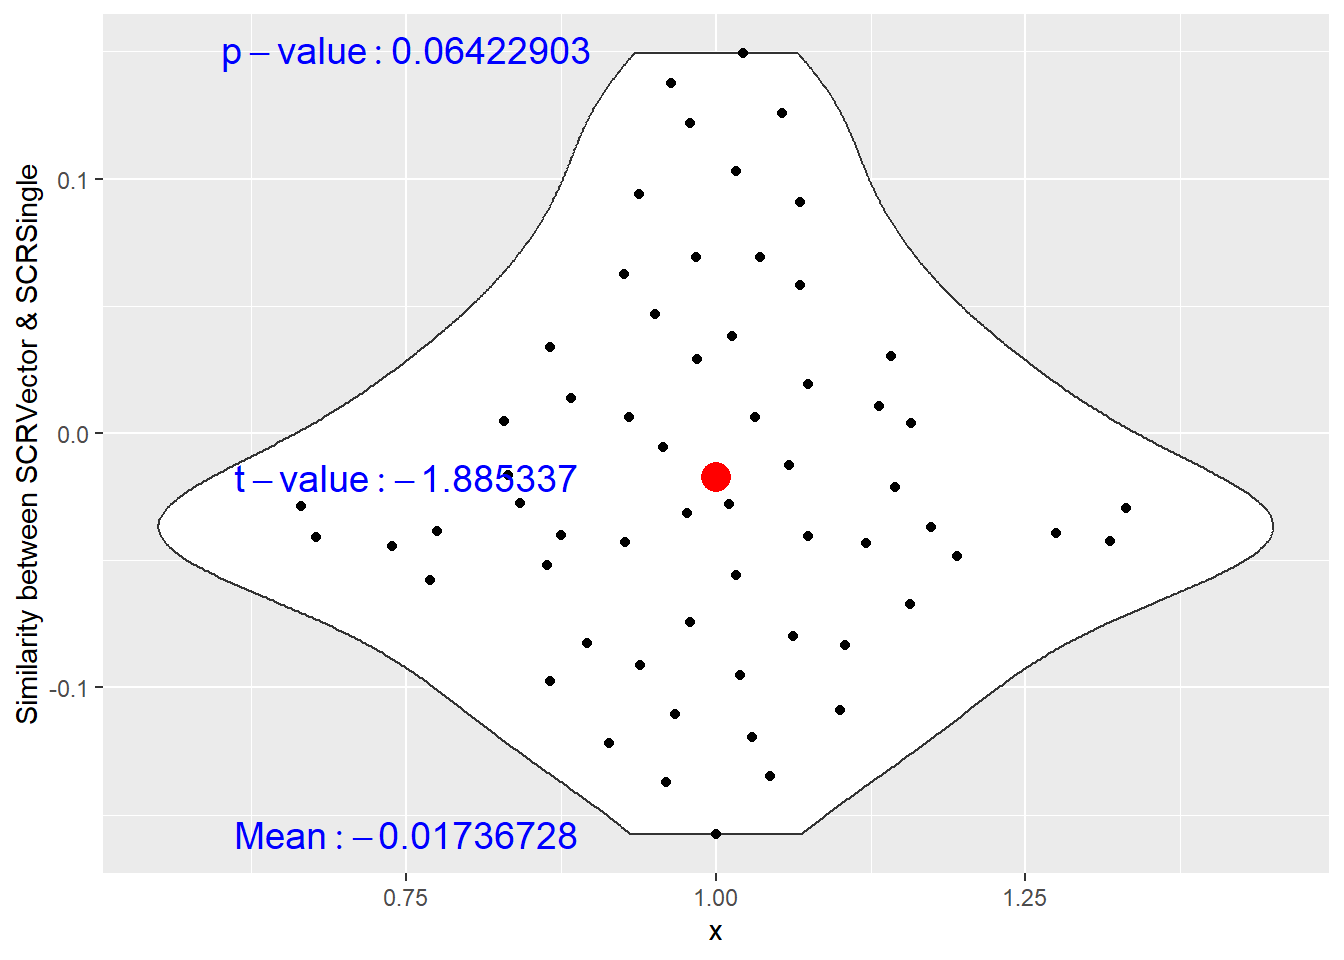 p−value:0.06422903
0.1
Similarity between SCRVector & SCRSingle
0.0
t−value:−1.885337
-0.1
Mean:−0.01736728
0.75
1.00
1.25
x